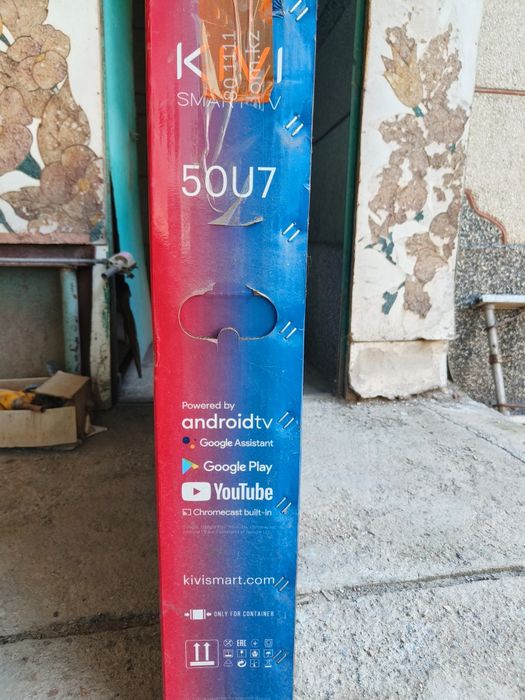 KIVI
SMART TV
50U7
Powered by
androidtv
Google Assistant
Google Play
YouTube
Chromecast built-in
kivismart.com
ONLY FOR CONTAINER
EAC